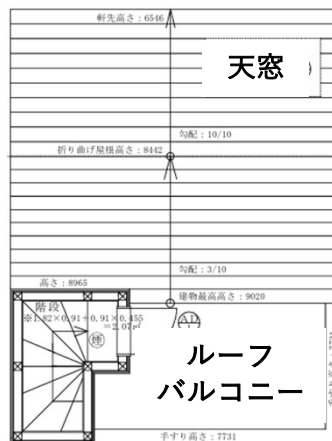 軒先高さ：6546
天窓
勾配：10/10
折り曲げ屋根高さ：8442
勾配：3/10
高さ：8965
建物最高高さ：9020
階段
※1.82×0.91＋0.91×0.455
＝2.07㎡
AD
ルーフ
バルコニー
手すり高さ：7731